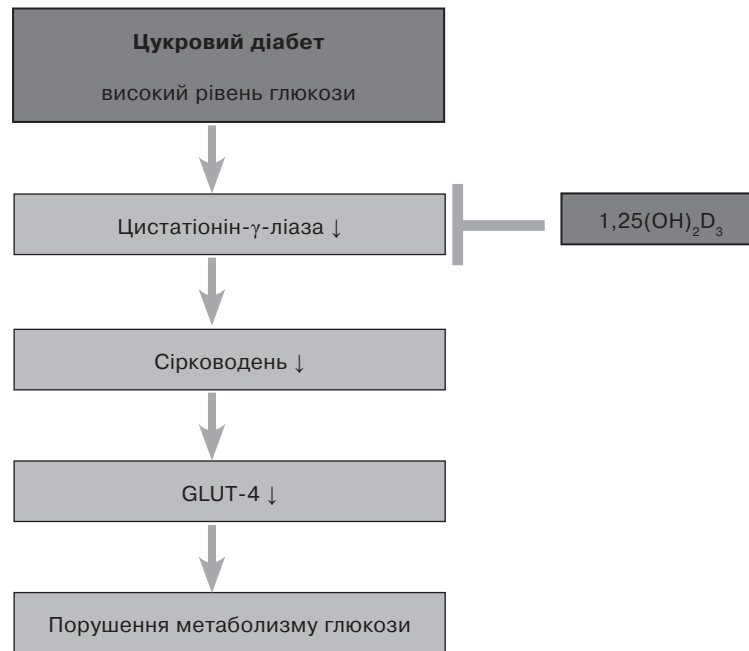 Цукровий діабет
високий рівень глюкози
Цистатіонін-γ-ліаза ↓
1,25(OH)₂D₃
Сірководень ↓
GLUT-4 ↓
Порушення метаболизму глюкози